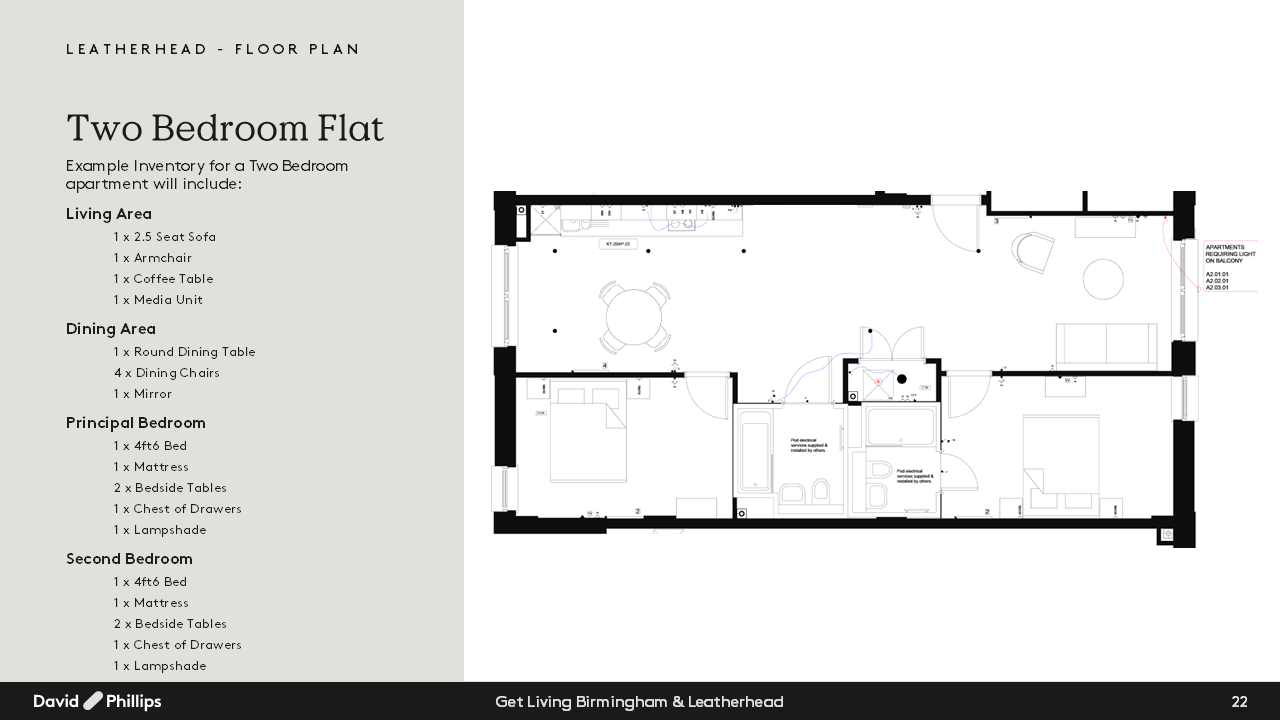 LEATHERHEAD - FLOOR PLAN
Two Bedroom Flat
Example Inventory for a Two Bedroom
apartment will include:
Living Area
1 x 2.5 Seat Sofa
1 x Armchair
1 x Coffee Table
1 x Media Unit
Dining Area
1 x Round Dining Table
4 x Dining Chairs
1 x Mirror
Principal Bedroom
1 x 4ft6 Bed
1 x Mattress
2 x Bedside Tables
1 x Chest of Drawers
1 x Lampshade
Second Bedroom
1 x 4ft6 Bed
1 x Mattress
2 x Bedside Tables
1 x Chest of Drawers
1 x Lampshade
KT-2B4P-23
APARTMENTS
REQUIRING LIGHT
ON BALCONY
A2.01.01
A2.02.01
A2.03.01
Pod electrical
services supplied &
installed by others
Pod electrical
services supplied &
installed by others
David Phillips
Get Living Birmingham & Leatherhead
22